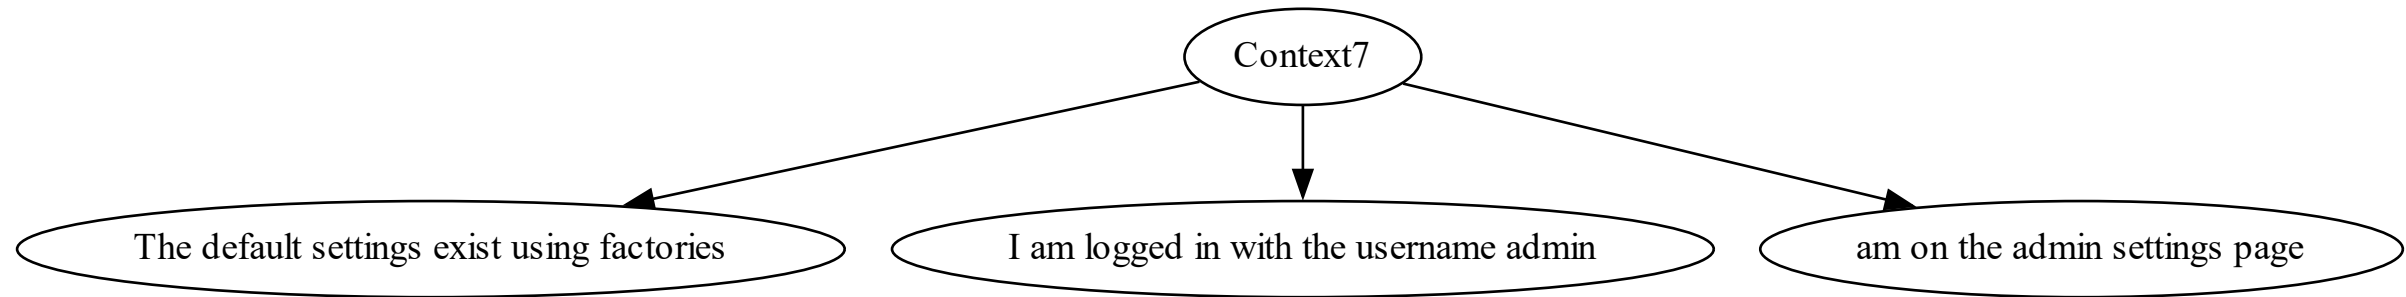 Context7
The default settings exist using factories
I am logged in with the username admin
am on the admin settings page